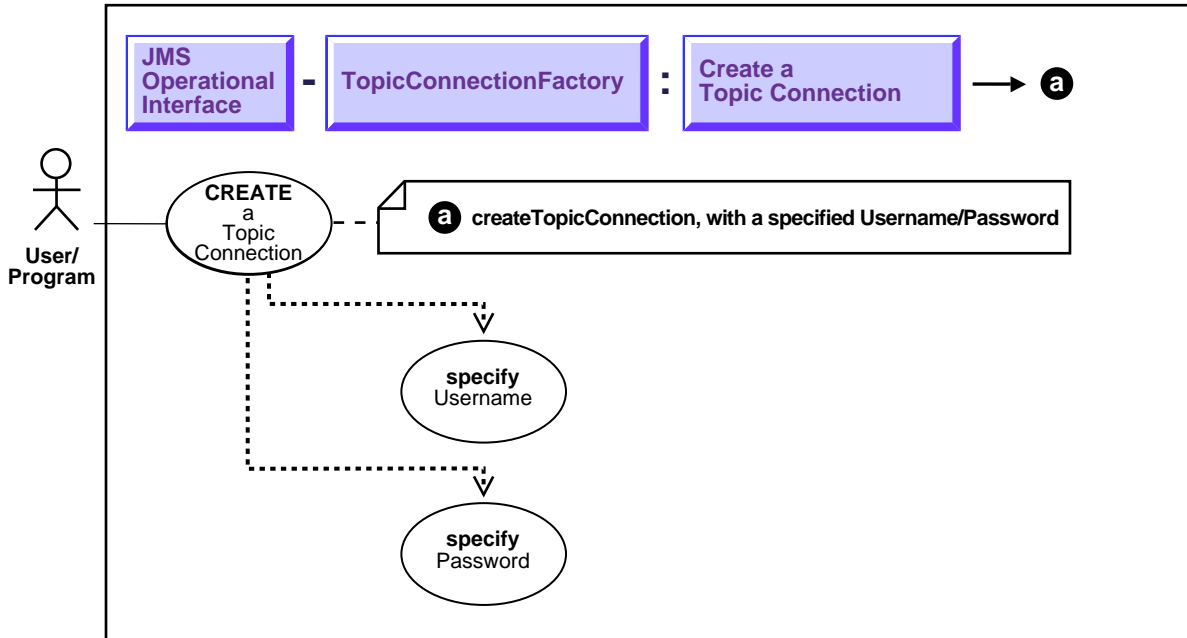 JMS
Operational
Interface
-
TopicConnectionFactory
:
Create a
Topic Connection
a
CREATE
a
Topic
Connection
a createTopicConnection, with a specified Username/Password
User/
Program
specify
Username
specify
Password